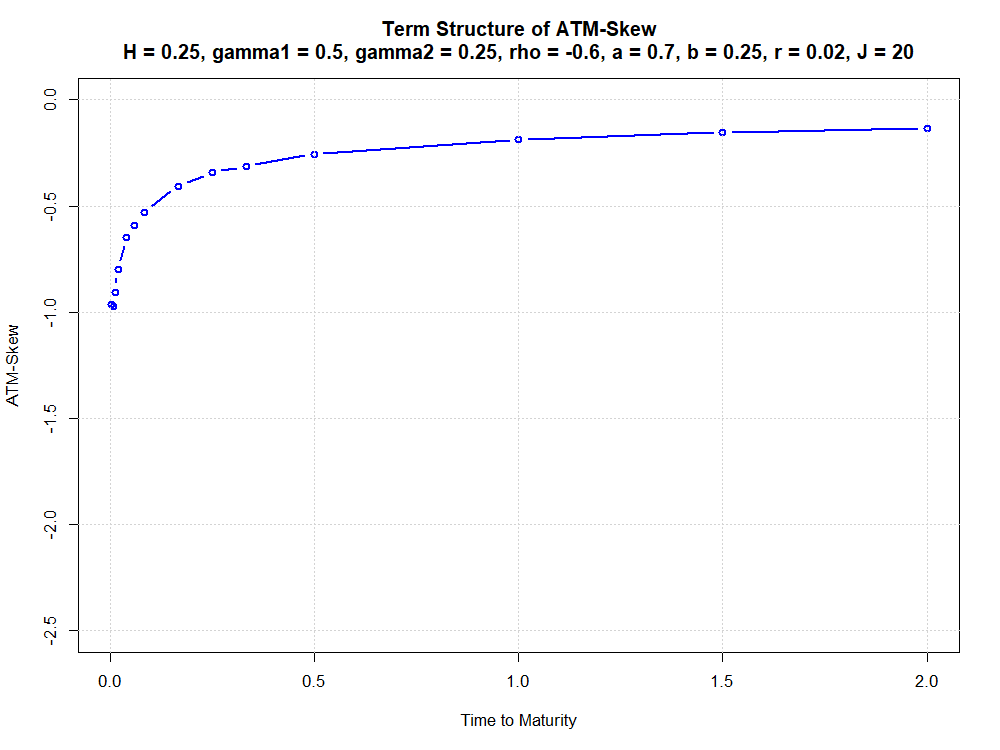 Term Structure of ATM-Skew
H = 0.25, gamma1 = 0.5, gamma2 = 0.25, rho = -0.6, a = 0.7, b = 0.25, r = 0.02, J = 20
ATM-Skew
0.0
-0.5
-1.0
-1.5
-2.0
-2.5
0.0 0.5 1.0 1.5 2.0
Time to Maturity